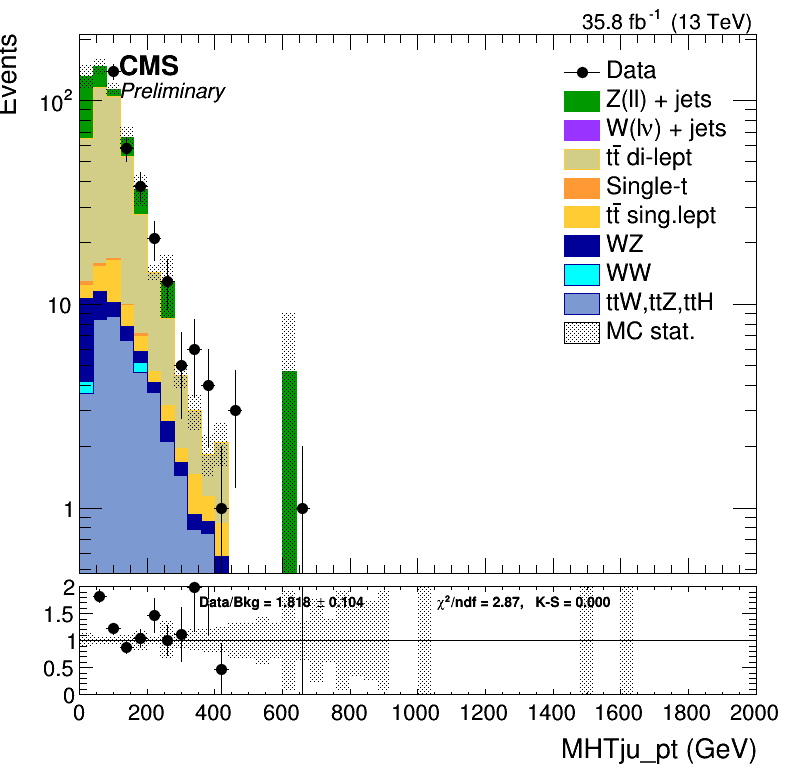 35.8 fb⁻¹ (13 TeV)
Events
CMS
Preliminary
Data
Z(ll) + jets
W(lν) + jets
tt̄ di-lept
Single-t
tt̄ sing.lept
WZ
WW
ttW,ttZ,ttH
MC stat.
10²
10
1
Data/Bkg = 1.818 ± 0.104
χ²/ndf = 2.87, K-S = 0.000
2
1.5
1
0.5
0
0 200 400 600 800 1000 1200 1400 1600 1800 2000
MHTju_pt (GeV)